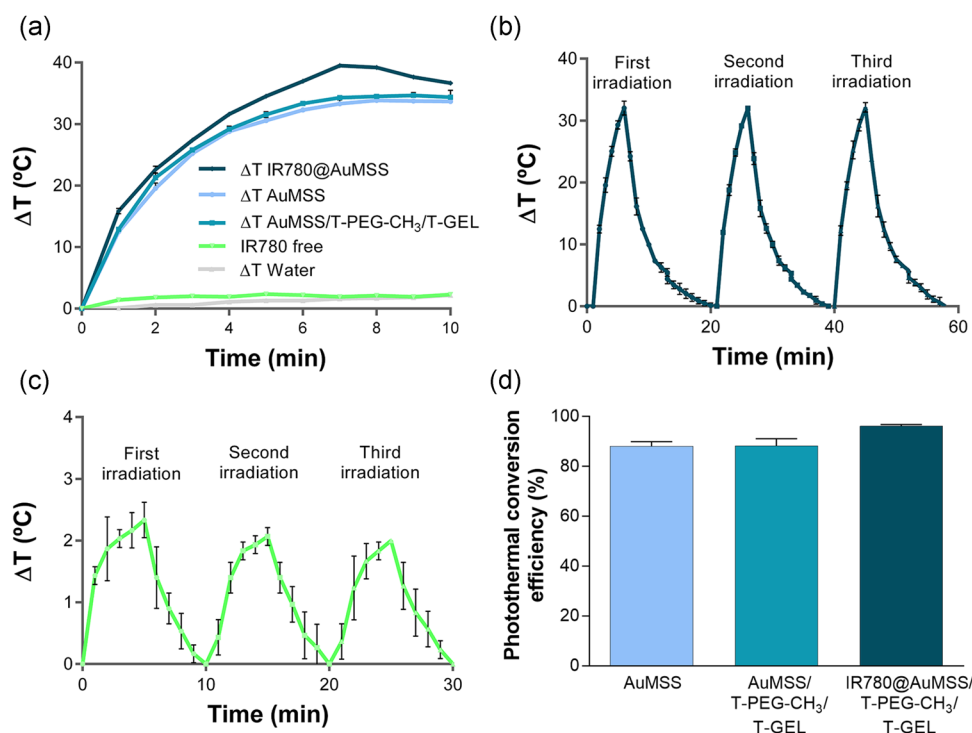 (a)
ΔT (ºC)
40
30
20
10
0
0
2
4
6
8
10
Time (min)
ΔT IR780@AuMSS
ΔT AuMSS
ΔT AuMSS/T-PEG-CH₃/T-GEL
IR780 free
ΔT Water
(b)
ΔT (ºC)
40
30
20
10
0
0
20
40
60
Time (min)
First
irradiation
Second
irradiation
Third
irradiation
(c)
ΔT (ºC)
4
3
2
1
0
0
10
20
30
Time (min)
First
irradiation
Second
irradiation
Third
irradiation
(d)
Photothermal conversion
efficiency (%)
100
80
60
40
20
0
AuMSS
AuMSS/
T-PEG-CH₃/
T-GEL
IR780@AuMSS/
T-PEG-CH₃/
T-GEL